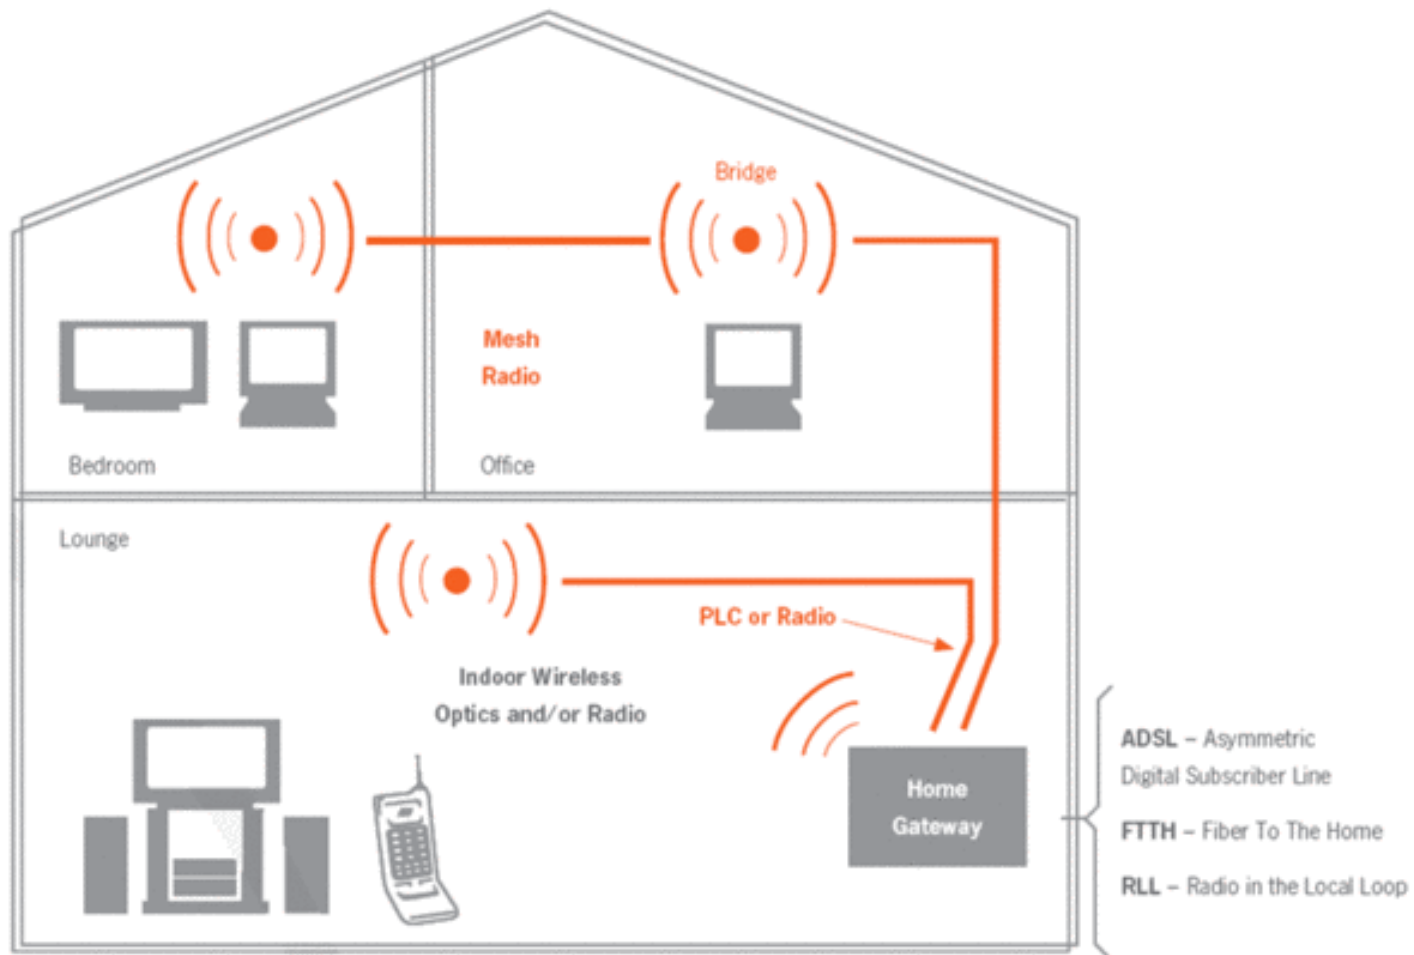 Bridge
Mesh
Radio
Bedroom
Office
Lounge
PLC or Radio
Indoor Wireless
Optics and/or Radio
Home
Gateway
ADSL – Asymmetric
Digital Subscriber Line
FTTH – Fiber To The Home
RLL – Radio in the Local Loop